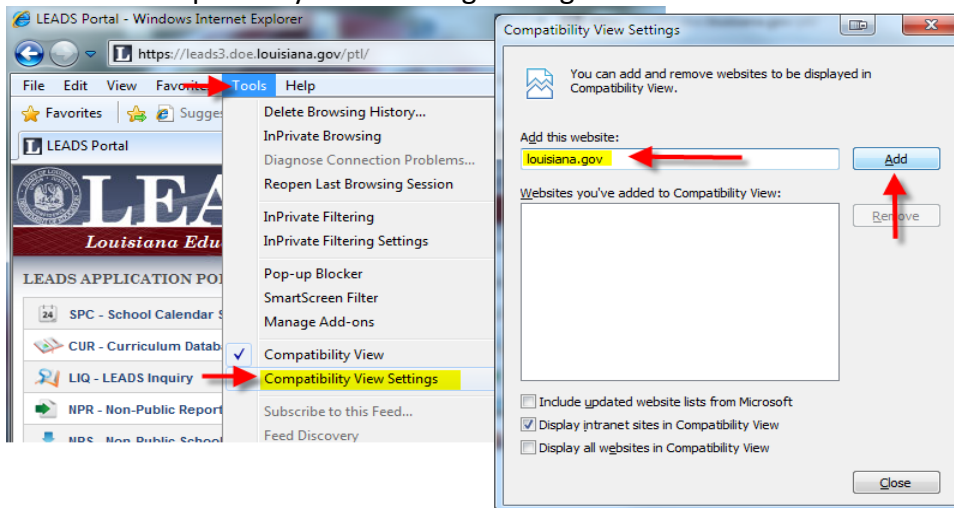 LEADS Portal - Windows Internet Explorer
https://leads3.doe.louisiana.gov/ptl/
File Edit View Favorites Tools Help
Favorites
LEADS Portal
Louisiana
LEADS APPLICATION
24 SPC - School Calendar
CUR - Curriculum
LIQ - LEADS Inquiry
NPR - Non-Public
Delete Browsing History...
InPrivate Browsing
Diagnose Connection Problems...
Reopen Last Browsing Session
InPrivate Filtering
InPrivate Filtering Settings
Pop-up Blocker
SmartScreen Filter
Manage Add-ons
Compatibility View
Compatibility View Settings
Subscribe to this Feed...
Feed Discovery
Compatibility View Settings
You can add and remove websites to be displayed in
Compatibility View.
Add this website:
louisiana.gov
Add
Websites you've added to Compatibility View:
Remove
Include updated website lists from Microsoft
Display intranet sites in Compatibility View
Display all websites in Compatibility View
Close